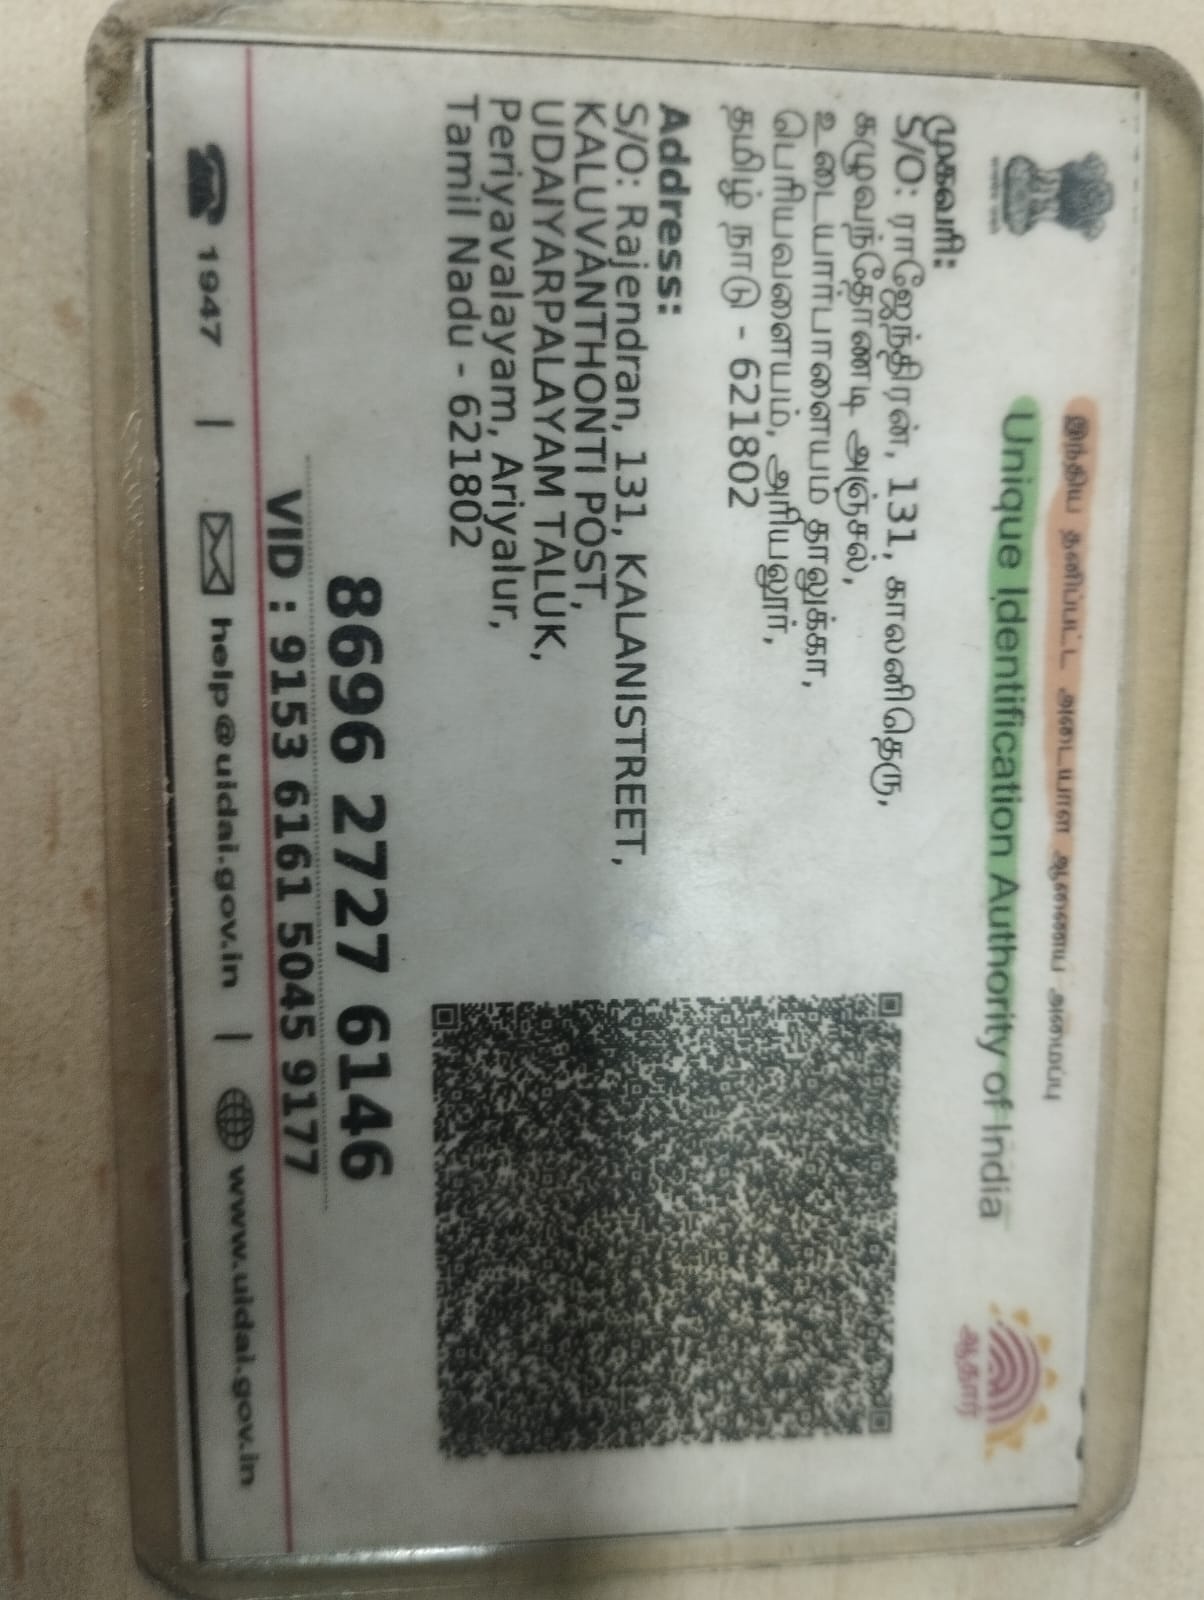 இந்திய தனிப்பட்ட அடையாள ஆணைய அமைப்பு
Unique Identification Authority of India
ஆதார்
முகவரி:
S/O: ராஜேந்திரன், 131, காலனிதெரு,
கழுவந்தோண்டி அஞ்சல்,
உடையார்பாளையம் தாலுக்கா,
பெரியவளையம், அரியலூர்,
தமிழ் நாடு - 621802
Address:
S/O: Rajendran, 131, KALANISTREET,
KALUVANTHONTI POST,
UDAIYARPALAYAM TALUK,
Periyavalayam, Ariyalur,
Tamil Nadu - 621802
8696 2727 6146
VID : 9153 6161 5045 9177
1947 | help@uidai.gov.in | www.uidai.gov.in